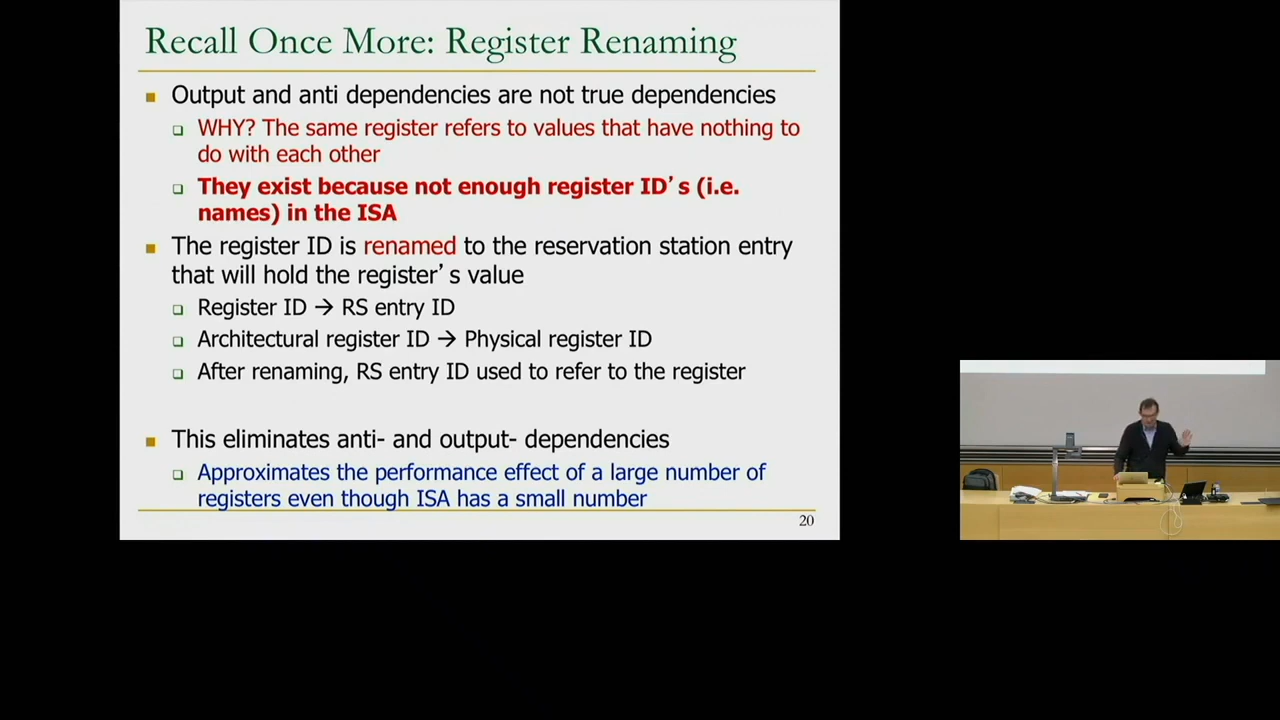 Recall Once More: Register Renaming
Output and anti dependencies are not true dependencies
WHY? The same register refers to values that have nothing to
do with each other
They exist because not enough register ID's (i.e.
names) in the ISA
The register ID is renamed to the reservation station entry
that will hold the register's value
Register ID → RS entry ID
Architectural register ID → Physical register ID
After renaming, RS entry ID used to refer to the register
This eliminates anti- and output- dependencies
Approximates the performance effect of a large number of
registers even though ISA has a small number
20